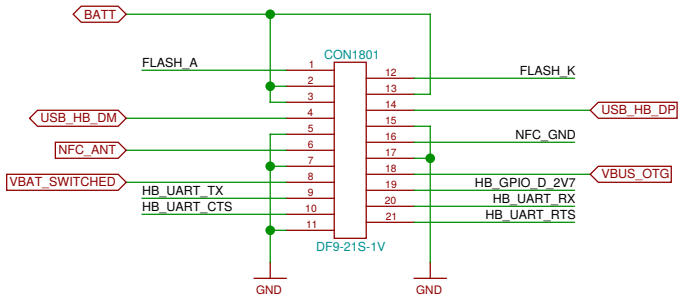 BATT
CON1801
FLASH_A
1
12
FLASH_K
2
13
3
14
USB_HB_DP
USB_HB_DM
4
15
5
16
NFC_GND
NFC_ANT
6
17
7
18
VBUS_OTG
VBAT_SWITCHED
8
19
HB_GPIO_D_2V7
HB_UART_TX
9
20
HB_UART_RX
HB_UART_CTS
10
21
HB_UART_RTS
11
DF9-21S-1V
GND
GND